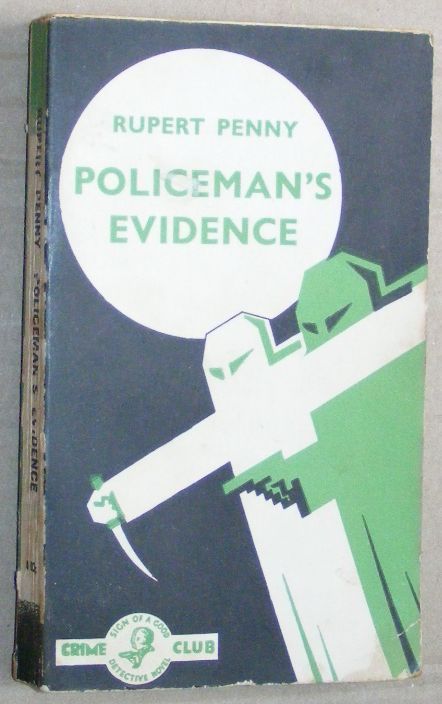 RUPERT PENNY
POLICEMAN'S
EVIDENCE
CRIME CLUB
SIGN OF A GOOD
DETECTIVE NOVEL
RUPERT PENNY POLICEMAN'S EVIDENCE